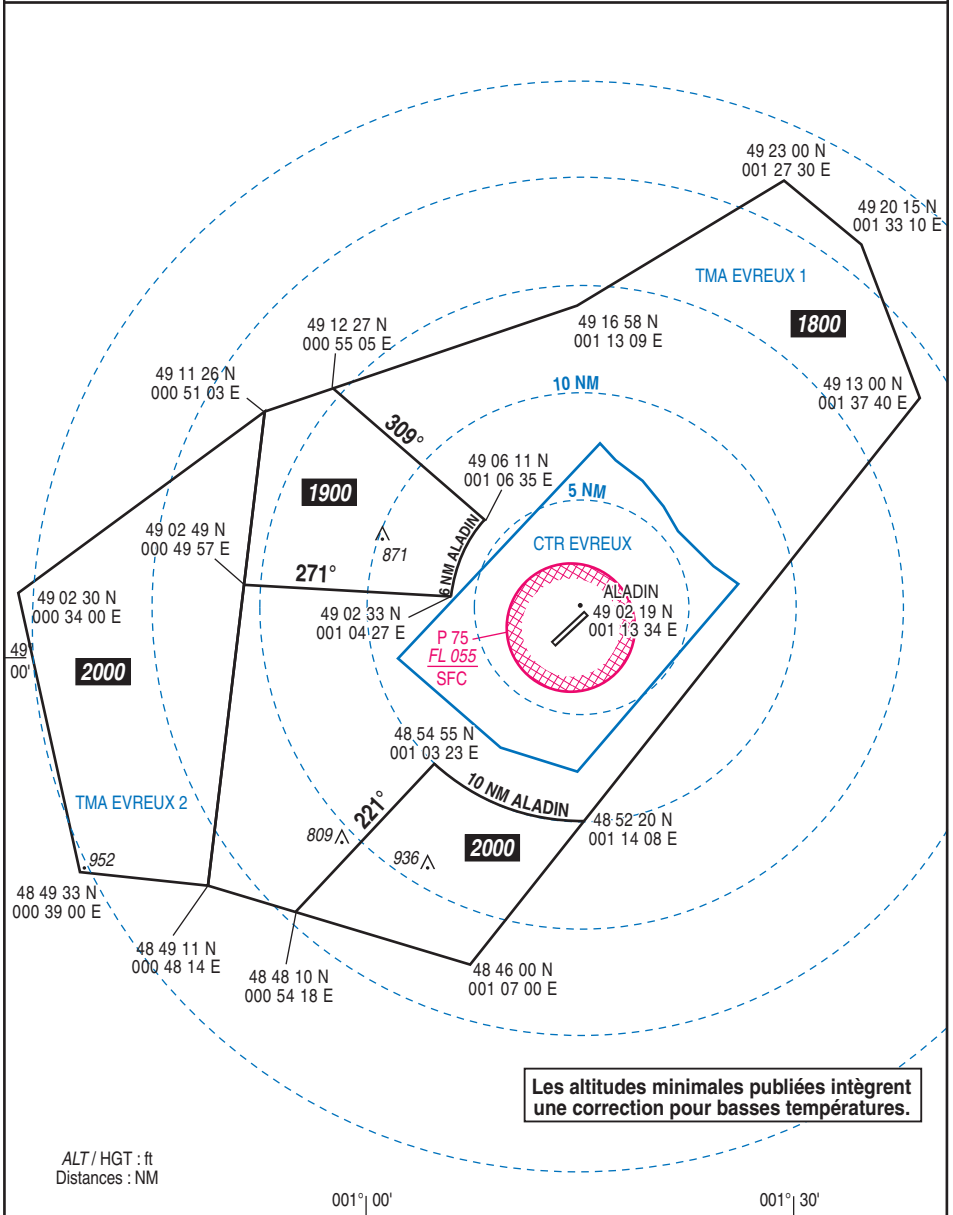 49 23 00 N
001 27 30 E
49 20 15 N
001 33 10 E
TMA EVREUX 1
1800
49 16 58 N
001 13 09 E
49 12 27 N
000 55 05 E
49 11 26 N
000 51 03 E
10 NM
49 13 00 N
001 37 40 E
309°
49 06 11 N
001 06 35 E
1900
5 NM
871
6 NM ALADIN
CTR EVREUX
49 02 49 N
000 49 57 E
271°
49 02 30 N
000 34 00 E
49 02 33 N
001 04 27 E
ALADIN
49 02 19 N
001 13 34 E
P 75
FL 055
SFC
49
00'
2000
48 54 55 N
001 03 23 E
10 NM ALADIN
TMA EVREUX 2
221°
809
936
2000
48 52 20 N
001 14 08 E
952
48 49 33 N
000 39 00 E
48 49 11 N
000 48 14 E
48 48 10 N
000 54 18 E
48 46 00 N
001 07 00 E
Les altitudes minimales publiées intègrent
une correction pour basses températures.
ALT / HGT : ft
Distances : NM
001° 00'
001° 30'